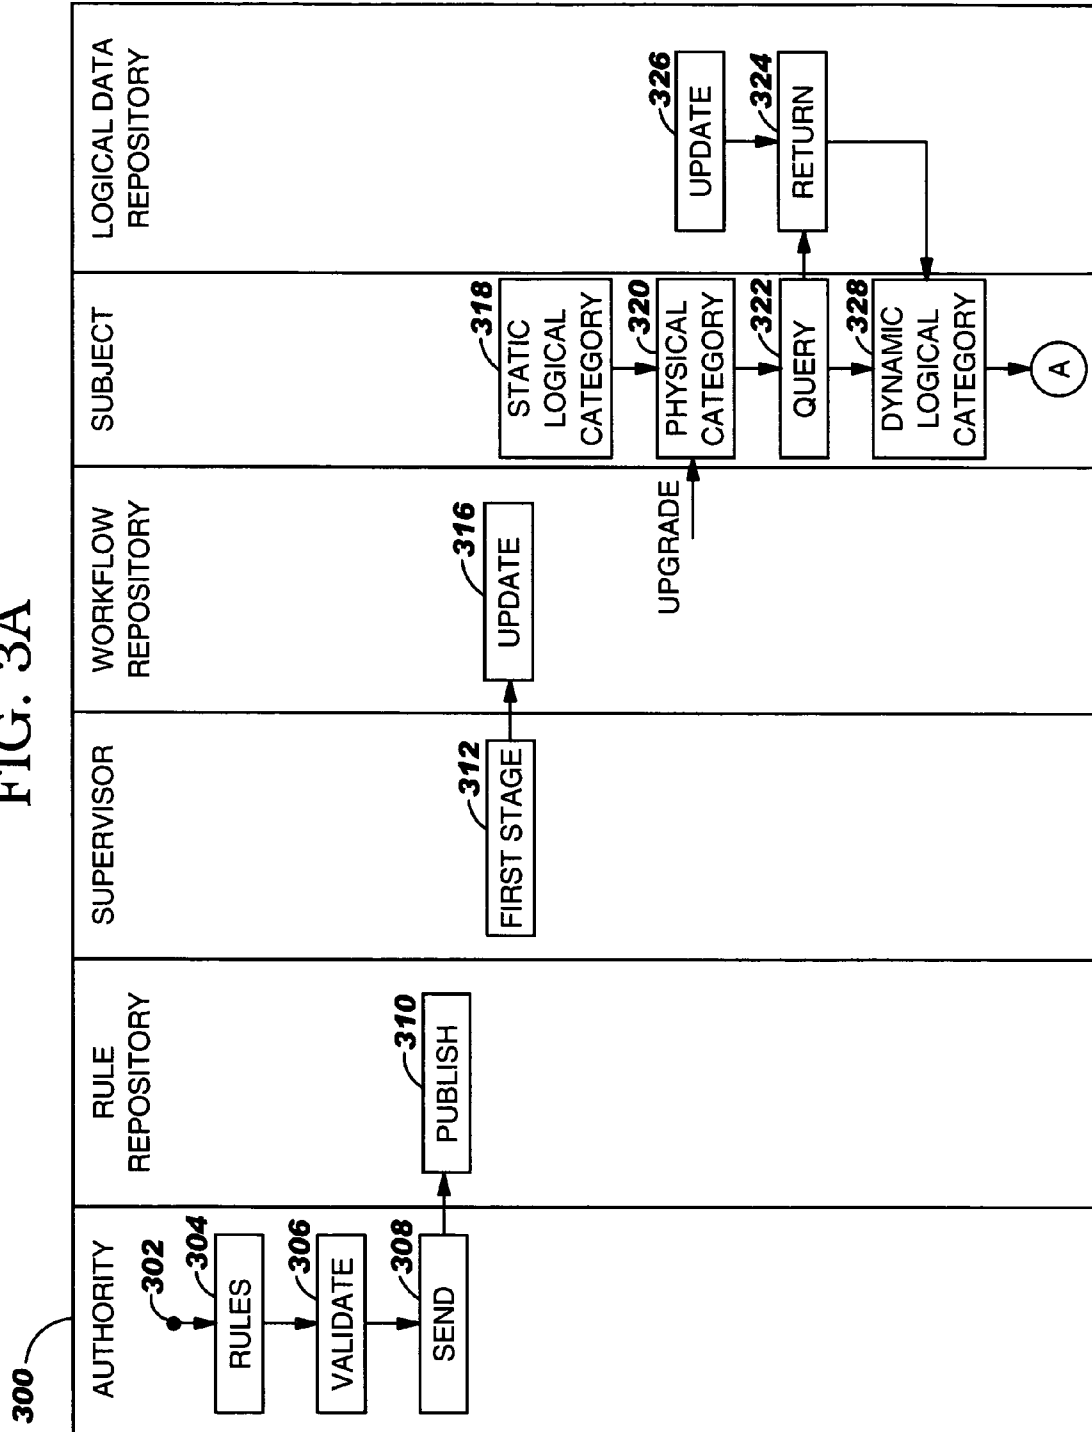 FIG. 3A
300
AUTHORITY
RULE
REPOSITORY
SUPERVISOR
WORKFLOW
REPOSITORY
SUBJECT
LOGICAL DATA
REPOSITORY
302
304
RULES
306
VALIDATE
308
SEND
310
PUBLISH
312
FIRST STAGE
316
UPDATE
318
STATIC
LOGICAL
CATEGORY
UPGRADE
320
PHYSICAL
CATEGORY
326
UPDATE
322
QUERY
324
RETURN
328
DYNAMIC
LOGICAL
CATEGORY
A